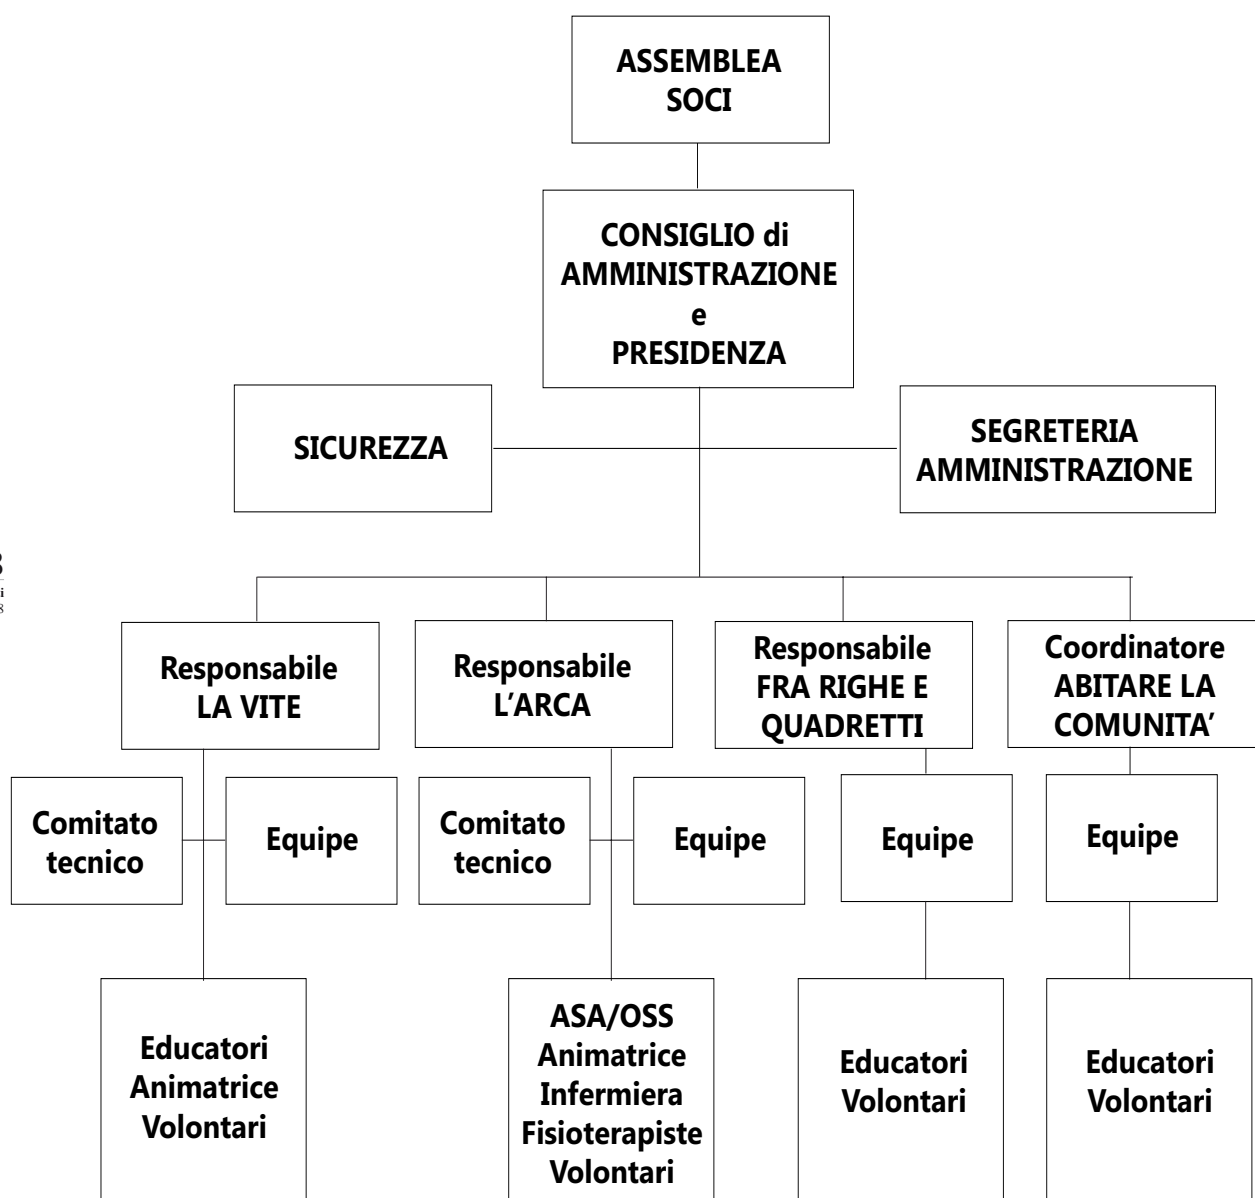 ASSEMBLEA
SOCI
CONSIGLIO di
AMMINISTRAZIONE
e
PRESIDENZA
SICUREZZA
SEGRETERIA
AMMINISTRAZIONE
Responsabile
LA VITE
Responsabile
L’ARCA
Responsabile
FRA RIGHE E
QUADRETTI
Coordinatore
ABITARE LA
COMUNITA’
Comitato
tecnico
Equipe
Comitato
tecnico
Equipe
Equipe
Equipe
Educatori
Animatrice
Volontari
ASA/OSS
Animatrice
Infermiera
Fisioterapiste
Volontari
Educatori
Volontari
Educatori
Volontari